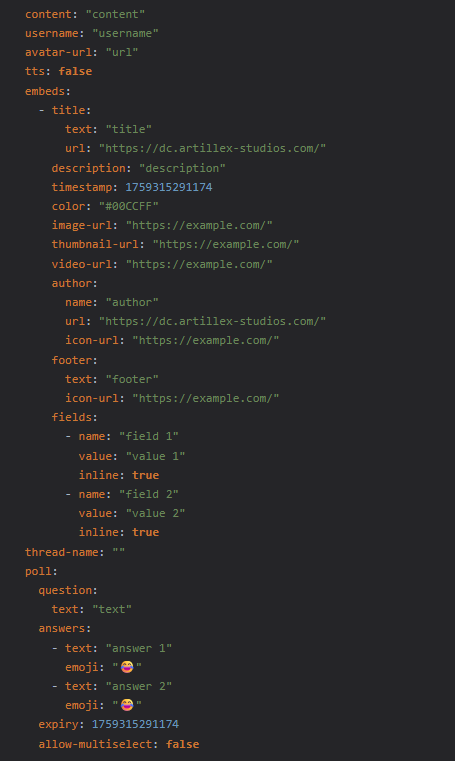 content: "content"
username: "username"
avatar-url: "url"
tts: false
embeds:
  - title:
      text: "title"
      url: "https://dc.artillex-studios.com/"
    description: "description"
    timestamp: 1759315291174
    color: "#00CCFF"
    image-url: "https://example.com/"
    thumbnail-url: "https://example.com/"
    video-url: "https://example.com/"
    author:
      name: "author"
      url: "https://dc.artillex-studios.com/"
      icon-url: "https://example.com/"
    footer:
      text: "footer"
      icon-url: "https://example.com/"
    fields:
      - name: "field 1"
        value: "value 1"
        inline: true
      - name: "field 2"
        value: "value 2"
        inline: true
thread-name: ""
poll:
  question:
    text: "text"
  answers:
    - text: "answer 1"
      emoji: "😂"
    - text: "answer 2"
      emoji: "😂"
  expiry: 1759315291174
  allow-multiselect: false